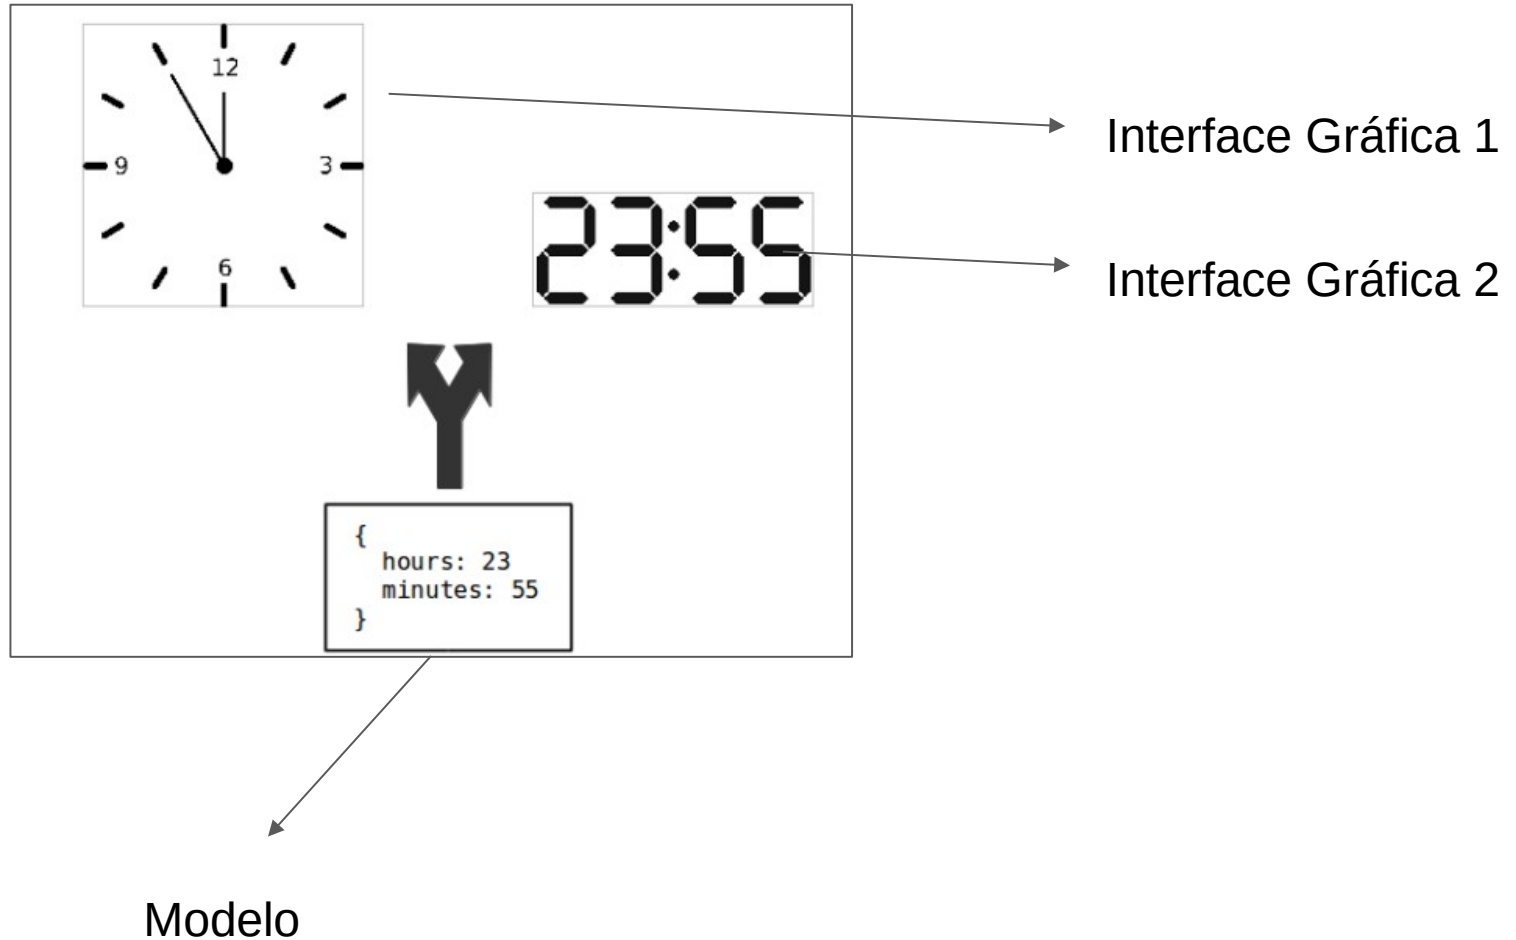 12
9
3
6
23:55
Interface Gráfica 1
Interface Gráfica 2
{
hours: 23
minutes: 55
}
Modelo